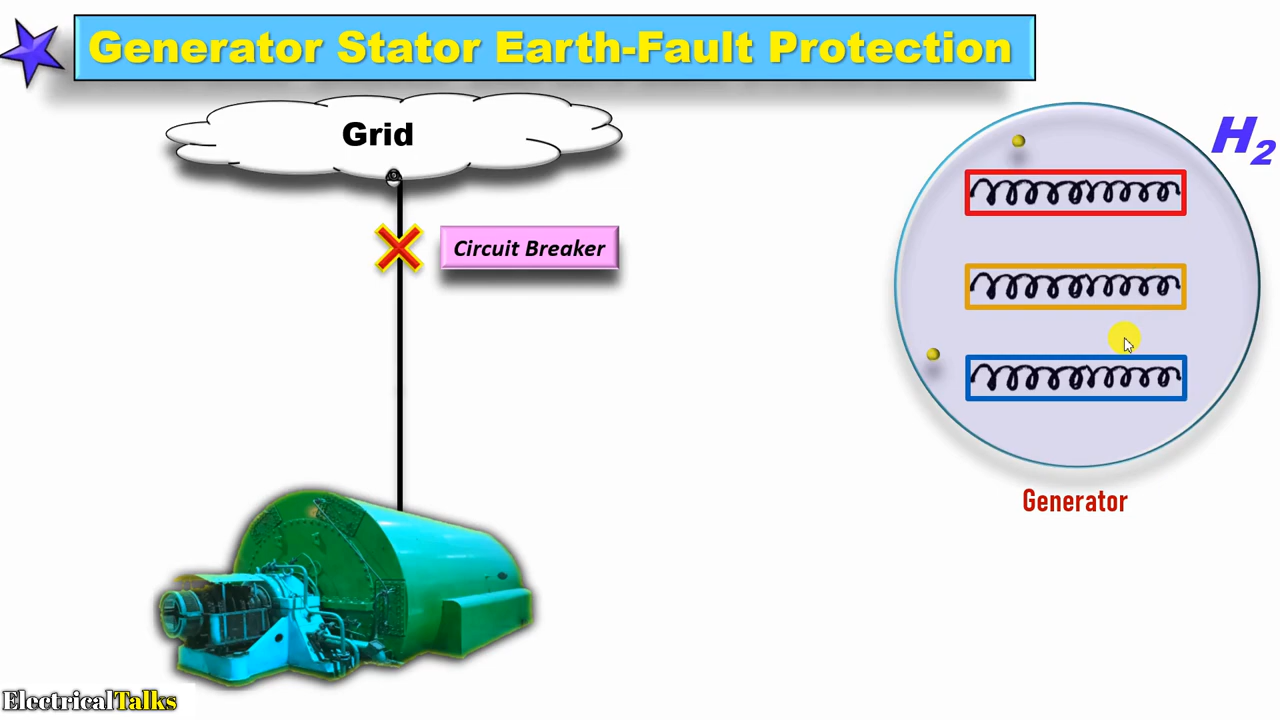 Generator Stator Earth-Fault Protection
Grid
H2
Circuit Breaker
Generator
ElectricalTalks